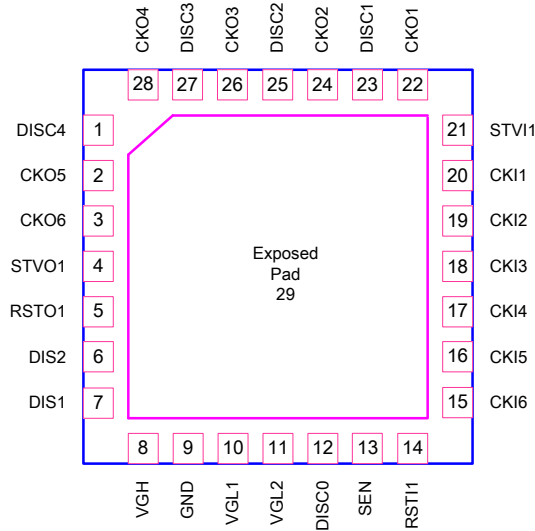 CKO4 DISC3 CKO3 DISC2 CKO2 DISC1 CKO1
28 27 26 25 24 23 22
DISC4 1 21 STVI1
CKO5 2 20 CKI1
CKO6 3 19 CKI2
STVO1 4 18 CKI3
RSTO1 5 17 CKI4
DIS2 6 16 CKI5
DIS1 7 15 CKI6
Exposed
Pad
29
8 9 10 11 12 13 14
VGH GND VGL1 VGL2 DISC0 SEN RSTI1